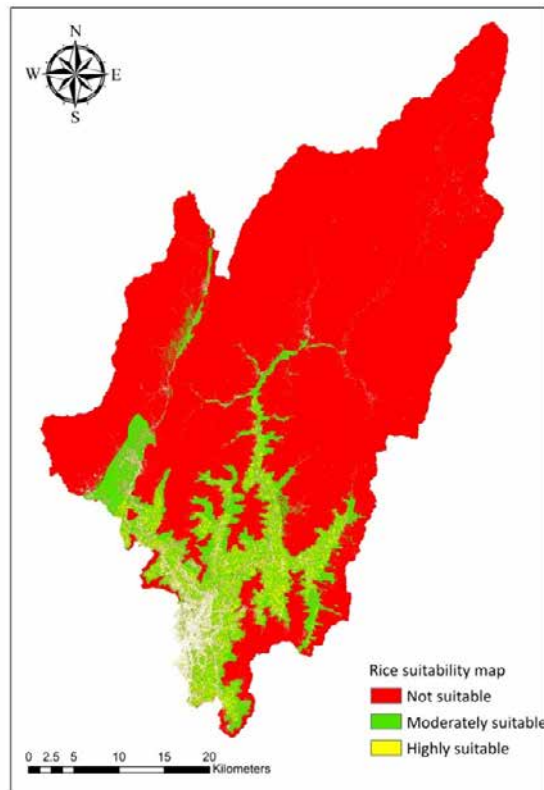 N
W E
S
Rice suitability map
Not suitable
Moderately suitable
Highly suitable
0 2.5 5 10 15 20
Kilometers